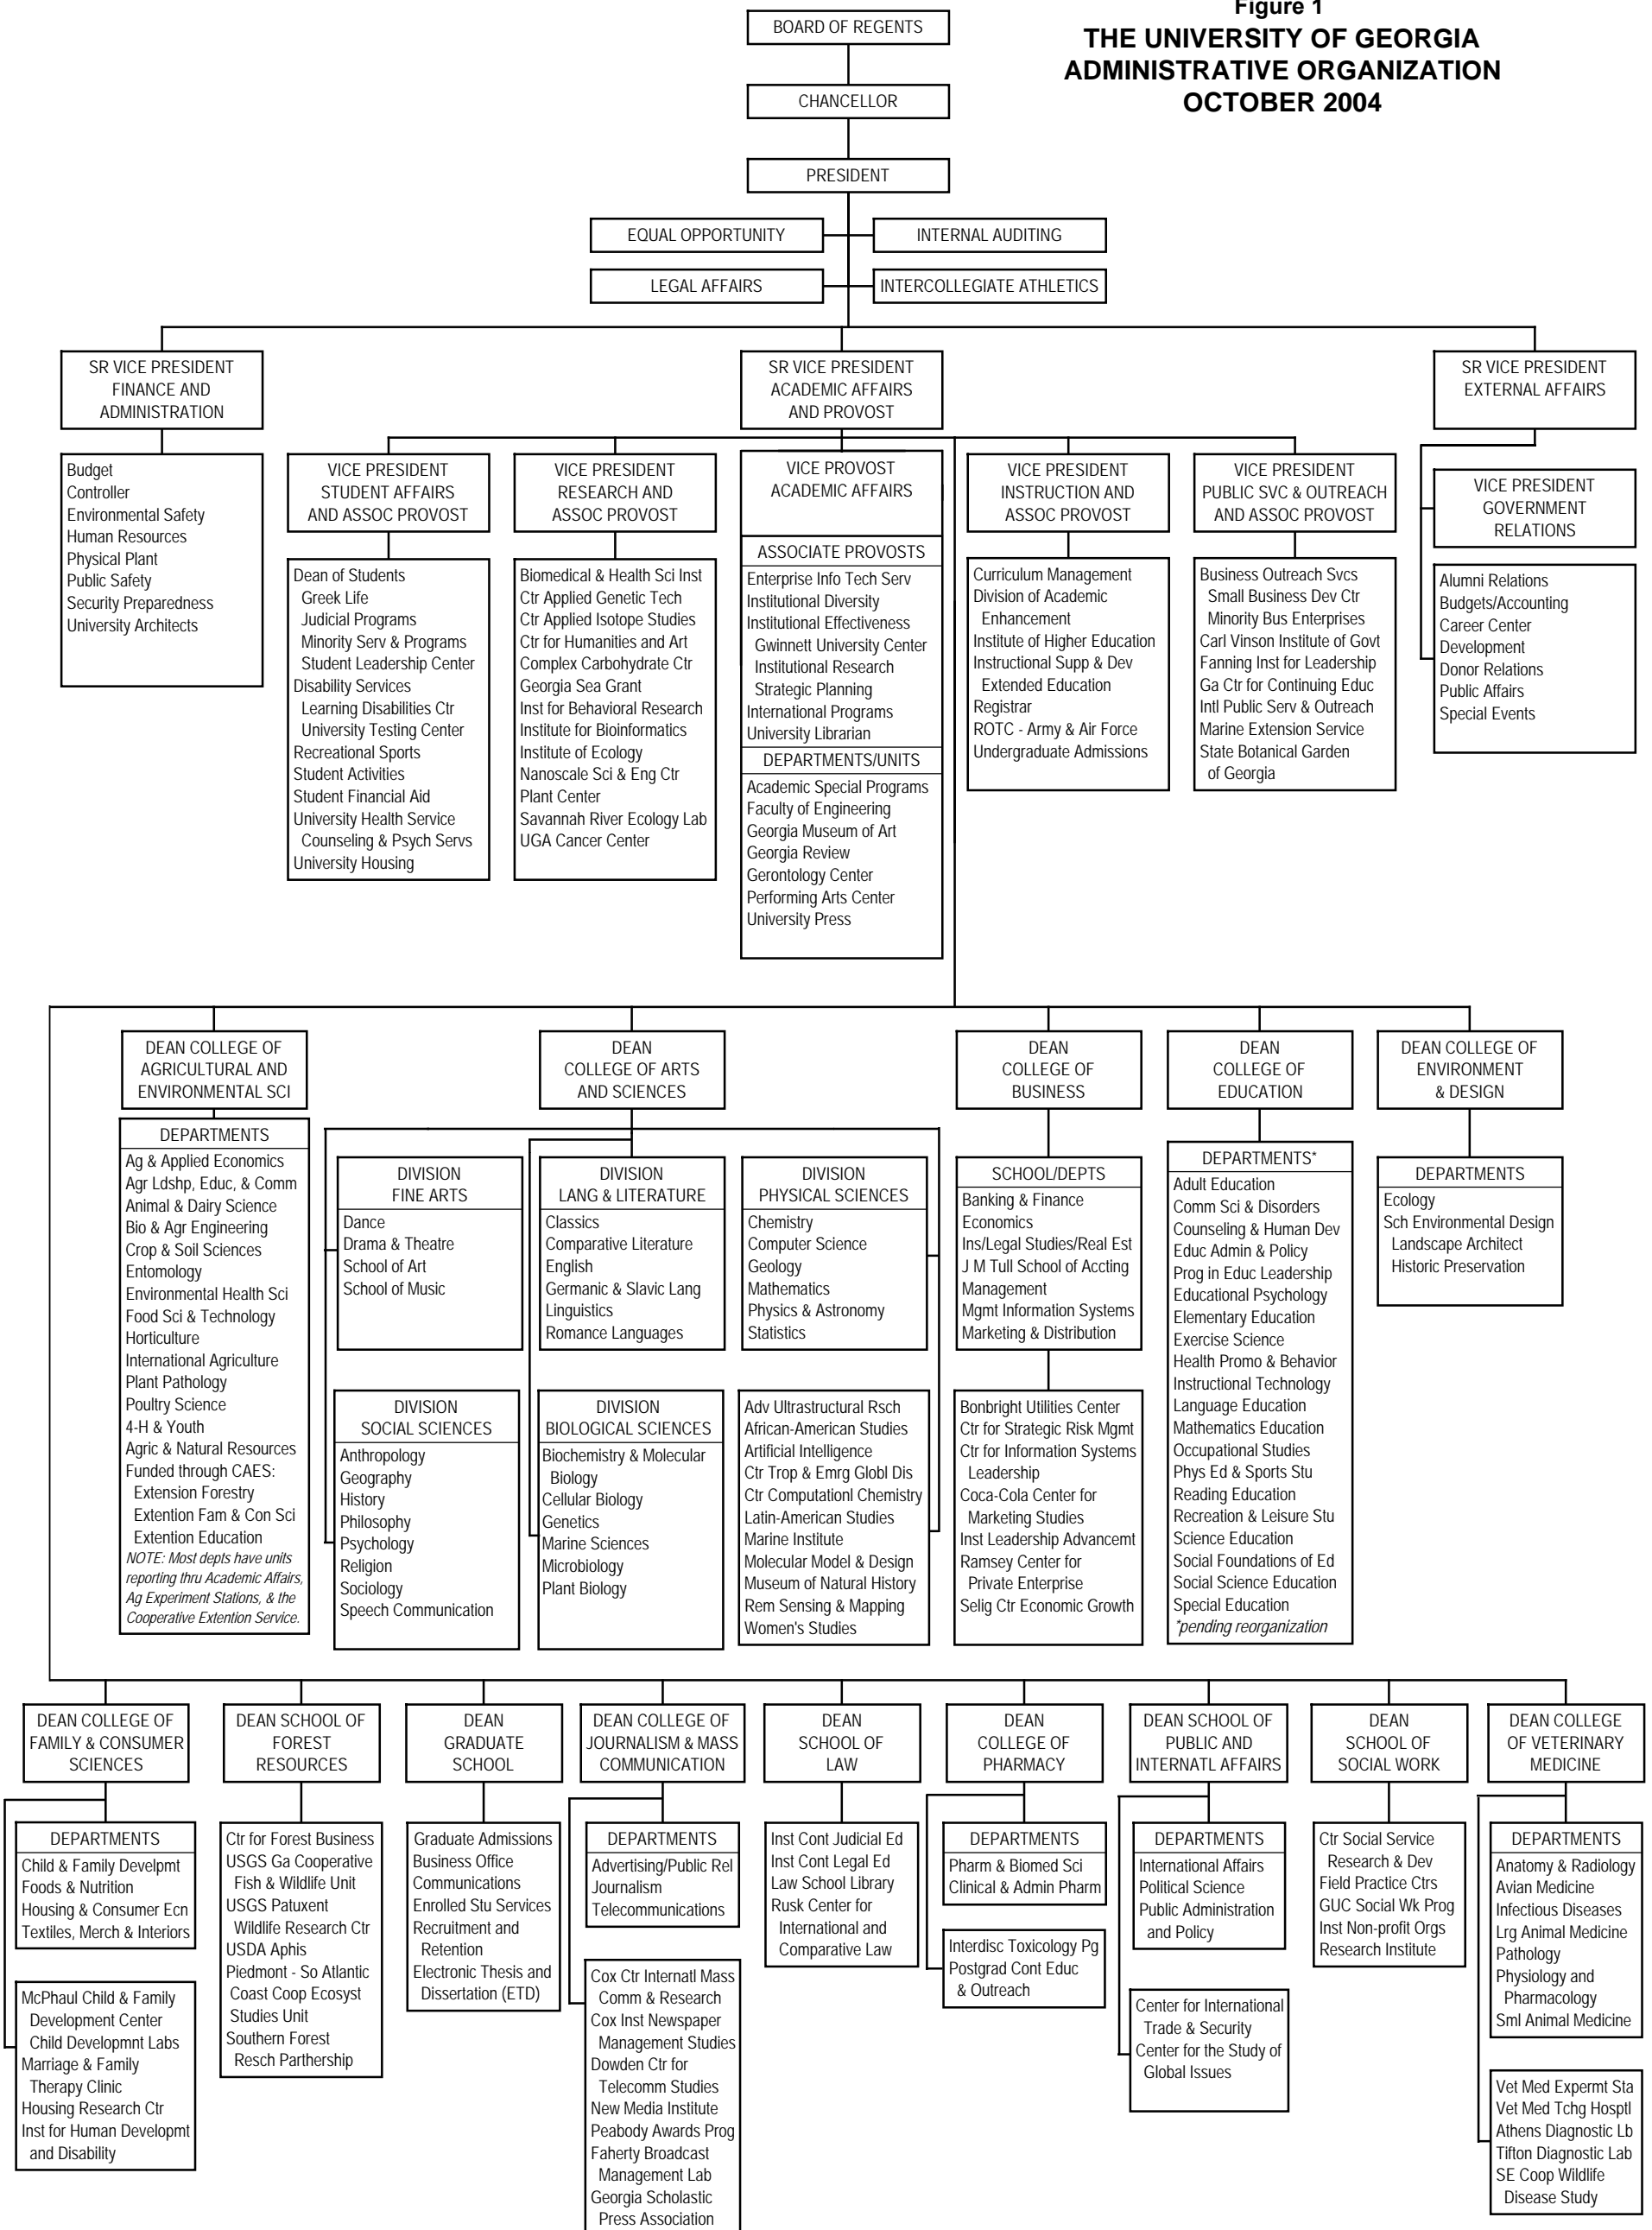 Figure 1
THE UNIVERSITY OF GEORGIA
ADMINISTRATIVE ORGANIZATION
OCTOBER 2004
BOARD OF REGENTS
CHANCELLOR
PRESIDENT
EQUAL OPPORTUNITY
INTERNAL AUDITING
LEGAL AFFAIRS
INTERCOLLEGIATE ATHLETICS
SR VICE PRESIDENT
FINANCE AND
ADMINISTRATION
Budget
Controller
Environmental Safety
Human Resources
Physical Plant
Public Safety
Security Preparedness
University Architects
SR VICE PRESIDENT
ACADEMIC AFFAIRS
AND PROVOST
SR VICE PRESIDENT
EXTERNAL AFFAIRS
VICE PRESIDENT
STUDENT AFFAIRS
AND ASSOC PROVOST
Dean of Students
Greek Life
Judicial Programs
Minority Serv & Programs
Student Leadership Center
Disability Services
Learning Disabilities Ctr
University Testing Center
Recreational Sports
Student Activities
Student Financial Aid
University Health Service
Counseling & Psych Servs
University Housing
VICE PRESIDENT
RESEARCH AND
ASSOC PROVOST
Biomedical & Health Sci Inst
Ctr Applied Genetic Tech
Ctr Applied Isotope Studies
Ctr for Humanities and Art
Complex Carbohydrate Ctr
Georgia Sea Grant
Inst for Behavioral Research
Institute for Bioinformatics
Institute of Ecology
Nanoscale Sci & Eng Ctr
Plant Center
Savannah River Ecology Lab
UGA Cancer Center
VICE PROVOST
ACADEMIC AFFAIRS
ASSOCIATE PROVOSTS
Enterprise Info Tech Serv
Institutional Diversity
Institutional Effectiveness
Gwinnett University Center
Institutional Research
Strategic Planning
International Programs
University Librarian
DEPARTMENTS/UNITS
Academic Special Programs
Faculty of Engineering
Georgia Museum of Art
Georgia Review
Gerontology Center
Performing Arts Center
University Press
VICE PRESIDENT
INSTRUCTION AND
ASSOC PROVOST
Curriculum Management
Division of Academic
Enhancement
Institute of Higher Education
Instructional Supp & Dev
Extended Education
Registrar
ROTC - Army & Air Force
Undergraduate Admissions
VICE PRESIDENT
PUBLIC SVC & OUTREACH
AND ASSOC PROVOST
Business Outreach Svcs
Small Business Dev Ctr
Minority Bus Enterprises
Carl Vinson Institute of Govt
Fanning Inst for Leadership
Ga Ctr for Continuing Educ
Intl Public Serv & Outreach
Marine Extension Service
State Botanical Garden
of Georgia
VICE PRESIDENT
GOVERNMENT
RELATIONS
Alumni Relations
Budgets/Accounting
Career Center
Development
Donor Relations
Public Affairs
Special Events
DEAN COLLEGE OF
AGRICULTURAL AND
ENVIRONMENTAL SCI
DEPARTMENTS
Ag & Applied Economics
Agr Ldshp, Educ, & Comm
Animal & Dairy Science
Bio & Agr Engineering
Crop & Soil Sciences
Entomology
Environmental Health Sci
Food Sci & Technology
Horticulture
International Agriculture
Plant Pathology
Poultry Science
4-H & Youth
Agric & Natural Resources
Funded through CAES:
Extension Forestry
Extention Fam & Con Sci
Extention Education
NOTE: Most depts have units
reporting thru Academic Affairs,
Ag Experiment Stations, & the
Cooperative Extention Service.
DEAN
COLLEGE OF ARTS
AND SCIENCES
DIVISION
FINE ARTS
Dance
Drama & Theatre
School of Art
School of Music
DIVISION
LANG & LITERATURE
Classics
Comparative Literature
English
Germanic & Slavic Lang
Linguistics
Romance Languages
DIVISION
PHYSICAL SCIENCES
Chemistry
Computer Science
Geology
Mathematics
Physics & Astronomy
Statistics
DIVISION
SOCIAL SCIENCES
Anthropology
Geography
History
Philosophy
Psychology
Religion
Sociology
Speech Communication
DIVISION
BIOLOGICAL SCIENCES
Biochemistry & Molecular
Biology
Cellular Biology
Genetics
Marine Sciences
Microbiology
Plant Biology
Adv Ultrastructural Rsch
African-American Studies
Artificial Intelligence
Ctr Trop & Emrg Globl Dis
Ctr Computationl Chemistry
Latin-American Studies
Marine Institute
Molecular Model & Design
Museum of Natural History
Rem Sensing & Mapping
Women's Studies
DEAN
COLLEGE OF
BUSINESS
SCHOOL/DEPTS
Banking & Finance
Economics
Ins/Legal Studies/Real Est
J M Tull School of Accting
Management
Mgmt Information Systems
Marketing & Distribution
Bonbright Utilities Center
Ctr for Strategic Risk Mgmt
Ctr for Information Systems
Leadership
Coca-Cola Center for
Marketing Studies
Inst Leadership Advancemt
Ramsey Center for
Private Enterprise
Selig Ctr Economic Growth
DEAN
COLLEGE OF
EDUCATION
DEPARTMENTS*
Adult Education
Comm Sci & Disorders
Counseling & Human Dev
Educ Admin & Policy
Prog in Educ Leadership
Educational Psychology
Elementary Education
Exercise Science
Health Promo & Behavior
Instructional Technology
Language Education
Mathematics Education
Occupational Studies
Phys Ed & Sports Stu
Reading Education
Recreation & Leisure Stu
Science Education
Social Foundations of Ed
Social Science Education
Special Education
*pending reorganization
DEAN COLLEGE OF
ENVIRONMENT
& DESIGN
DEPARTMENTS
Ecology
Sch Environmental Design
Landscape Architect
Historic Preservation
DEAN COLLEGE OF
FAMILY & CONSUMER
SCIENCES
DEPARTMENTS
Child & Family Develpmt
Foods & Nutrition
Housing & Consumer Ecn
Textiles, Merch & Interiors
McPhaul Child & Family
Development Center
Child Developmnt Labs
Marriage & Family
Therapy Clinic
Housing Research Ctr
Inst for Human Developmt
and Disability
DEAN SCHOOL OF
FOREST
RESOURCES
Ctr for Forest Business
USGS Ga Cooperative
Fish & Wildlife Unit
USGS Patuxent
Wildlife Research Ctr
USDA Aphis
Piedmont - So Atlantic
Coast Coop Ecosyst
Studies Unit
Southern Forest
Resch Parthership
DEAN
GRADUATE
SCHOOL
Graduate Admissions
Business Office
Communications
Enrolled Stu Services
Recruitment and
Retention
Electronic Thesis and
Dissertation (ETD)
DEAN COLLEGE OF
JOURNALISM & MASS
COMMUNICATION
DEPARTMENTS
Advertising/Public Rel
Journalism
Telecommunications
Cox Ctr Internatl Mass
Comm & Research
Cox Inst Newspaper
Management Studies
Dowden Ctr for
Telecomm Studies
New Media Institute
Peabody Awards Prog
Faherty Broadcast
Management Lab
Georgia Scholastic
Press Association
DEAN
SCHOOL OF
LAW
Inst Cont Judicial Ed
Inst Cont Legal Ed
Law School Library
Rusk Center for
International and
Comparative Law
DEAN
COLLEGE OF
PHARMACY
DEPARTMENTS
Pharm & Biomed Sci
Clinical & Admin Pharm
Interdisc Toxicology Pg
Postgrad Cont Educ
& Outreach
DEAN SCHOOL OF
PUBLIC AND
INTERNATL AFFAIRS
DEPARTMENTS
International Affairs
Political Science
Public Administration
and Policy
Center for International
Trade & Security
Center for the Study of
Global Issues
DEAN
SCHOOL OF
SOCIAL WORK
Ctr Social Service
Research & Dev
Field Practice Ctrs
GUC Social Wk Prog
Inst Non-profit Orgs
Research Institute
DEAN COLLEGE
OF VETERINARY
MEDICINE
DEPARTMENTS
Anatomy & Radiology
Avian Medicine
Infectious Diseases
Lrg Animal Medicine
Pathology
Physiology and
Pharmacology
Sml Animal Medicine
Vet Med Expermt Sta
Vet Med Tchg Hosptl
Athens Diagnostic Lb
Tifton Diagnostic Lab
SE Coop Wildlife
Disease Study